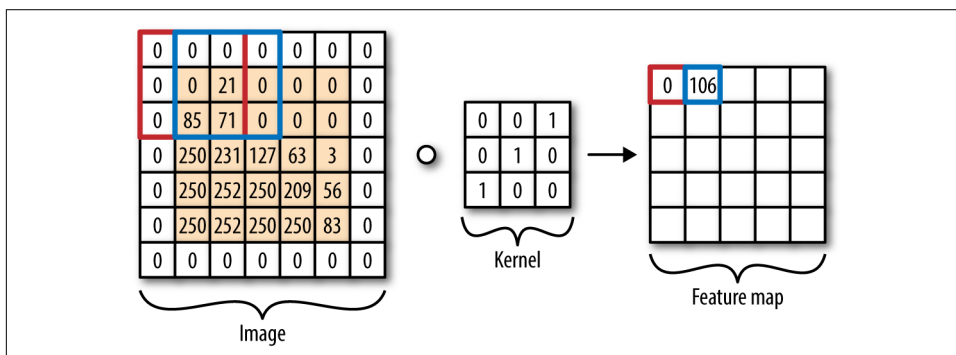 0 0 0 0 0 0 0
0 0 21 0 0 0 0
0 85 71 0 0 0 0
0 250 231 127 63 3 0
0 250 252 250 209 56 0
0 250 252 250 250 83 0
0 0 0 0 0 0 0
Image
0 0 1
0 1 0
1 0 0
Kernel
0 106
Feature map